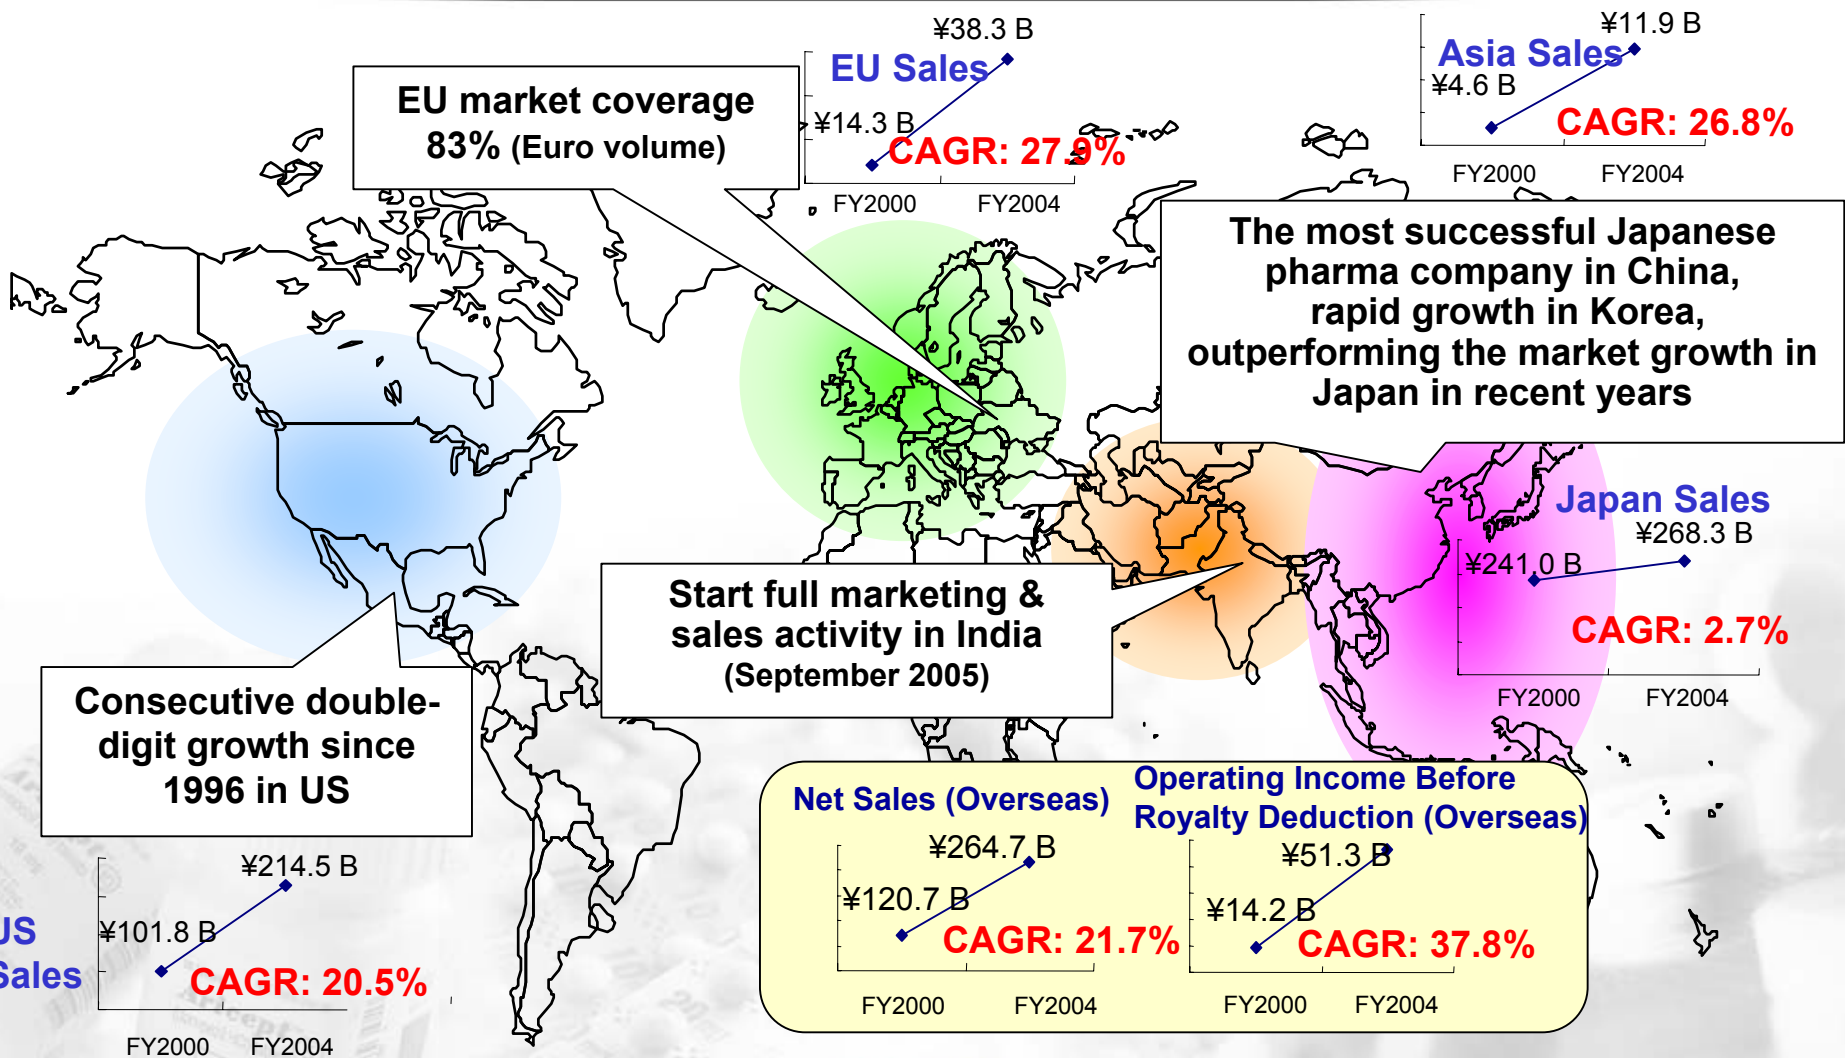 ¥38.3 B
EU Sales
¥14.3 B
CAGR: 27.9%
FY2000 FY2004
¥11.9 B
Asia Sales
¥4.6 B
CAGR: 26.8%
FY2000 FY2004
EU market coverage
83% (Euro volume)
The most successful Japanese
pharma company in China,
rapid growth in Korea,
outperforming the market growth in
Japan in recent years
Japan Sales
¥268.3 B
¥241.0 B
CAGR: 2.7%
FY2000 FY2004
Start full marketing &
sales activity in India
(September 2005)
Consecutive double-
digit growth since
1996 in US
¥214.5 B
¥101.8 B
US
Sales
CAGR: 20.5%
FY2000 FY2004
Net Sales (Overseas)
¥264.7 B
¥120.7 B
CAGR: 21.7%
FY2000 FY2004
Operating Income Before
Royalty Deduction (Overseas)
¥51.3 B
¥14.2 B
CAGR: 37.8%
FY2000 FY2004
Aricept